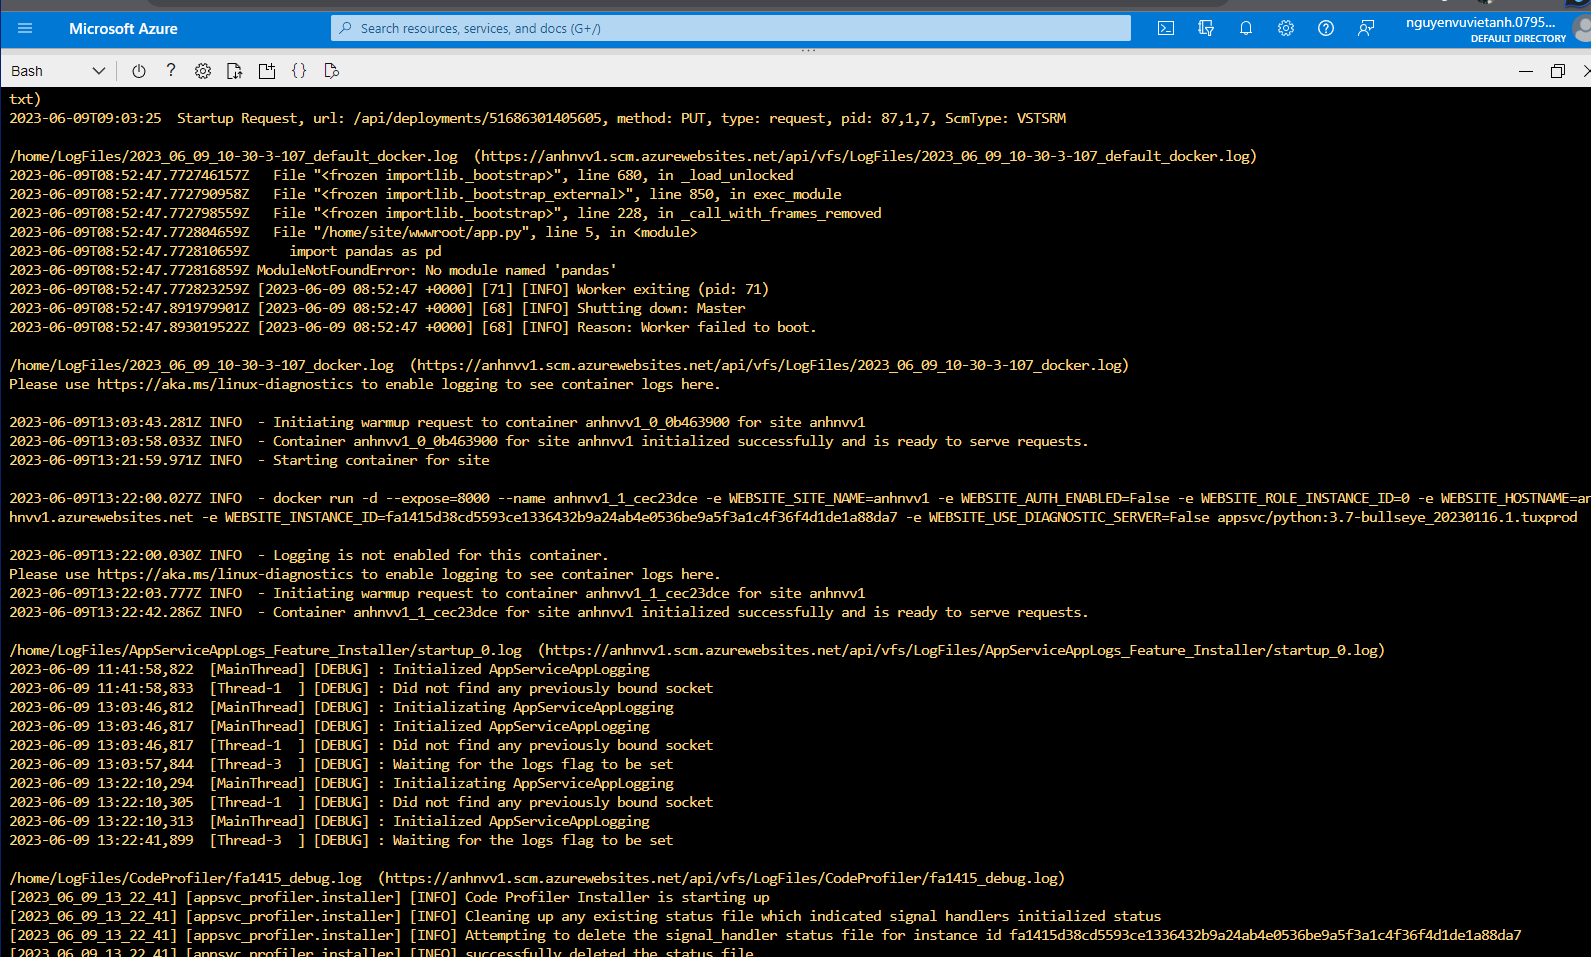 Microsoft Azure
Search resources, services, and docs (G+/)
nguyenvuvietanh.0795...
DEFAULT DIRECTORY
Bash
txt)
2023-06-09T09:03:25  Startup Request, url: /api/deployments/51686301405605, method: PUT, type: request, pid: 87,1,7, ScmType: VSTSRM
/home/LogFiles/2023_06_09_10-30-3-107_default_docker.log  (https://anhnvv1.scm.azurewebsites.net/api/vfs/LogFiles/2023_06_09_10-30-3-107_default_docker.log)
2023-06-09T08:52:47.772746157Z   File "<frozen importlib._bootstrap>", line 680, in _load_unlocked
2023-06-09T08:52:47.772790958Z   File "<frozen importlib._bootstrap_external>", line 850, in exec_module
2023-06-09T08:52:47.772798559Z   File "<frozen importlib._bootstrap>", line 228, in _call_with_frames_removed
2023-06-09T08:52:47.772804659Z   File "/home/site/wwwroot/app.py", line 5, in <module>
2023-06-09T08:52:47.772810659Z     import pandas as pd
2023-06-09T08:52:47.772816859Z ModuleNotFoundError: No module named 'pandas'
2023-06-09T08:52:47.772823259Z [2023-06-09 08:52:47 +0000] [71] [INFO] Worker exiting (pid: 71)
2023-06-09T08:52:47.891979901Z [2023-06-09 08:52:47 +0000] [68] [INFO] Shutting down: Master
2023-06-09T08:52:47.893019522Z [2023-06-09 08:52:47 +0000] [68] [INFO] Reason: Worker failed to boot.
/home/LogFiles/2023_06_09_10-30-3-107_docker.log  (https://anhnvv1.scm.azurewebsites.net/api/vfs/LogFiles/2023_06_09_10-30-3-107_docker.log)
Please use https://aka.ms/linux-diagnostics to enable logging to see container logs here.
2023-06-09T13:03:43.281Z INFO  - Initiating warmup request to container anhnvv1_0_0b463900 for site anhnvv1
2023-06-09T13:03:58.033Z INFO  - Container anhnvv1_0_0b463900 for site anhnvv1 initialized successfully and is ready to serve requests.
2023-06-09T13:21:59.971Z INFO  - Starting container for site
2023-06-09T13:22:00.027Z INFO  - docker run -d --expose=8000 --name anhnvv1_1_cec23dce -e WEBSITE_SITE_NAME=anhnvv1 -e WEBSITE_AUTH_ENABLED=False -e WEBSITE_ROLE_INSTANCE_ID=0 -e WEBSITE_HOSTNAME=an
hnvv1.azurewebsites.net -e WEBSITE_INSTANCE_ID=fa1415d38cd5593ce1336432b9a24ab4e0536be9a5f3a1c4f36f4d1de1a88da7 -e WEBSITE_USE_DIAGNOSTIC_SERVER=False appsvc/python:3.7-bullseye_20230116.1.tuxprod
2023-06-09T13:22:00.030Z INFO  - Logging is not enabled for this container.
Please use https://aka.ms/linux-diagnostics to enable logging to see container logs here.
2023-06-09T13:22:03.777Z INFO  - Initiating warmup request to container anhnvv1_1_cec23dce for site anhnvv1
2023-06-09T13:22:42.286Z INFO  - Container anhnvv1_1_cec23dce for site anhnvv1 initialized successfully and is ready to serve requests.
/home/LogFiles/AppServiceAppLogs_Feature_Installer/startup_0.log  (https://anhnvv1.scm.azurewebsites.net/api/vfs/LogFiles/AppServiceAppLogs_Feature_Installer/startup_0.log)
2023-06-09 11:41:58,822  [MainThread] [DEBUG] : Initialized AppServiceAppLogging
2023-06-09 11:41:58,833  [Thread-1  ] [DEBUG] : Did not find any previously bound socket
2023-06-09 13:03:46,812  [MainThread] [DEBUG] : Initializating AppServiceAppLogging
2023-06-09 13:03:46,817  [MainThread] [DEBUG] : Initialized AppServiceAppLogging
2023-06-09 13:03:46,817  [Thread-1  ] [DEBUG] : Did not find any previously bound socket
2023-06-09 13:03:57,844  [Thread-3  ] [DEBUG] : Waiting for the logs flag to be set
2023-06-09 13:22:10,294  [MainThread] [DEBUG] : Initializating AppServiceAppLogging
2023-06-09 13:22:10,305  [Thread-1  ] [DEBUG] : Did not find any previously bound socket
2023-06-09 13:22:10,313  [MainThread] [DEBUG] : Initialized AppServiceAppLogging
2023-06-09 13:22:41,899  [Thread-3  ] [DEBUG] : Waiting for the logs flag to be set
/home/LogFiles/CodeProfiler/fa1415_debug.log  (https://anhnvv1.scm.azurewebsites.net/api/vfs/LogFiles/CodeProfiler/fa1415_debug.log)
[2023_06_09_13_22_41] [appsvc_profiler.installer] [INFO] Code Profiler Installer is starting up
[2023_06_09_13_22_41] [appsvc_profiler.installer] [INFO] Cleaning up any existing status file which indicated signal handlers initialized status
[2023_06_09_13_22_41] [appsvc_profiler.installer] [INFO] Attempting to delete the signal_handler status file for instance id fa1415d38cd5593ce1336432b9a24ab4e0536be9a5f3a1c4f36f4d1de1a88da7
[2023_06_09_13_22_41] [appsvc_profiler.installer] [INFO] successfully deleted the status file